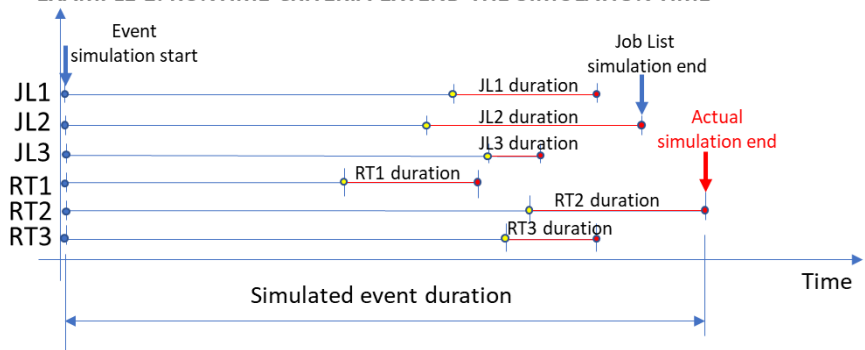 Event
simulation start
Job List
simulation end
JL1
JL1 duration
JL2
JL2 duration
Actual
simulation end
JL3
JL3 duration
RT1
RT1 duration
RT2
RT2 duration
RT3
RT3 duration
Time
Simulated event duration